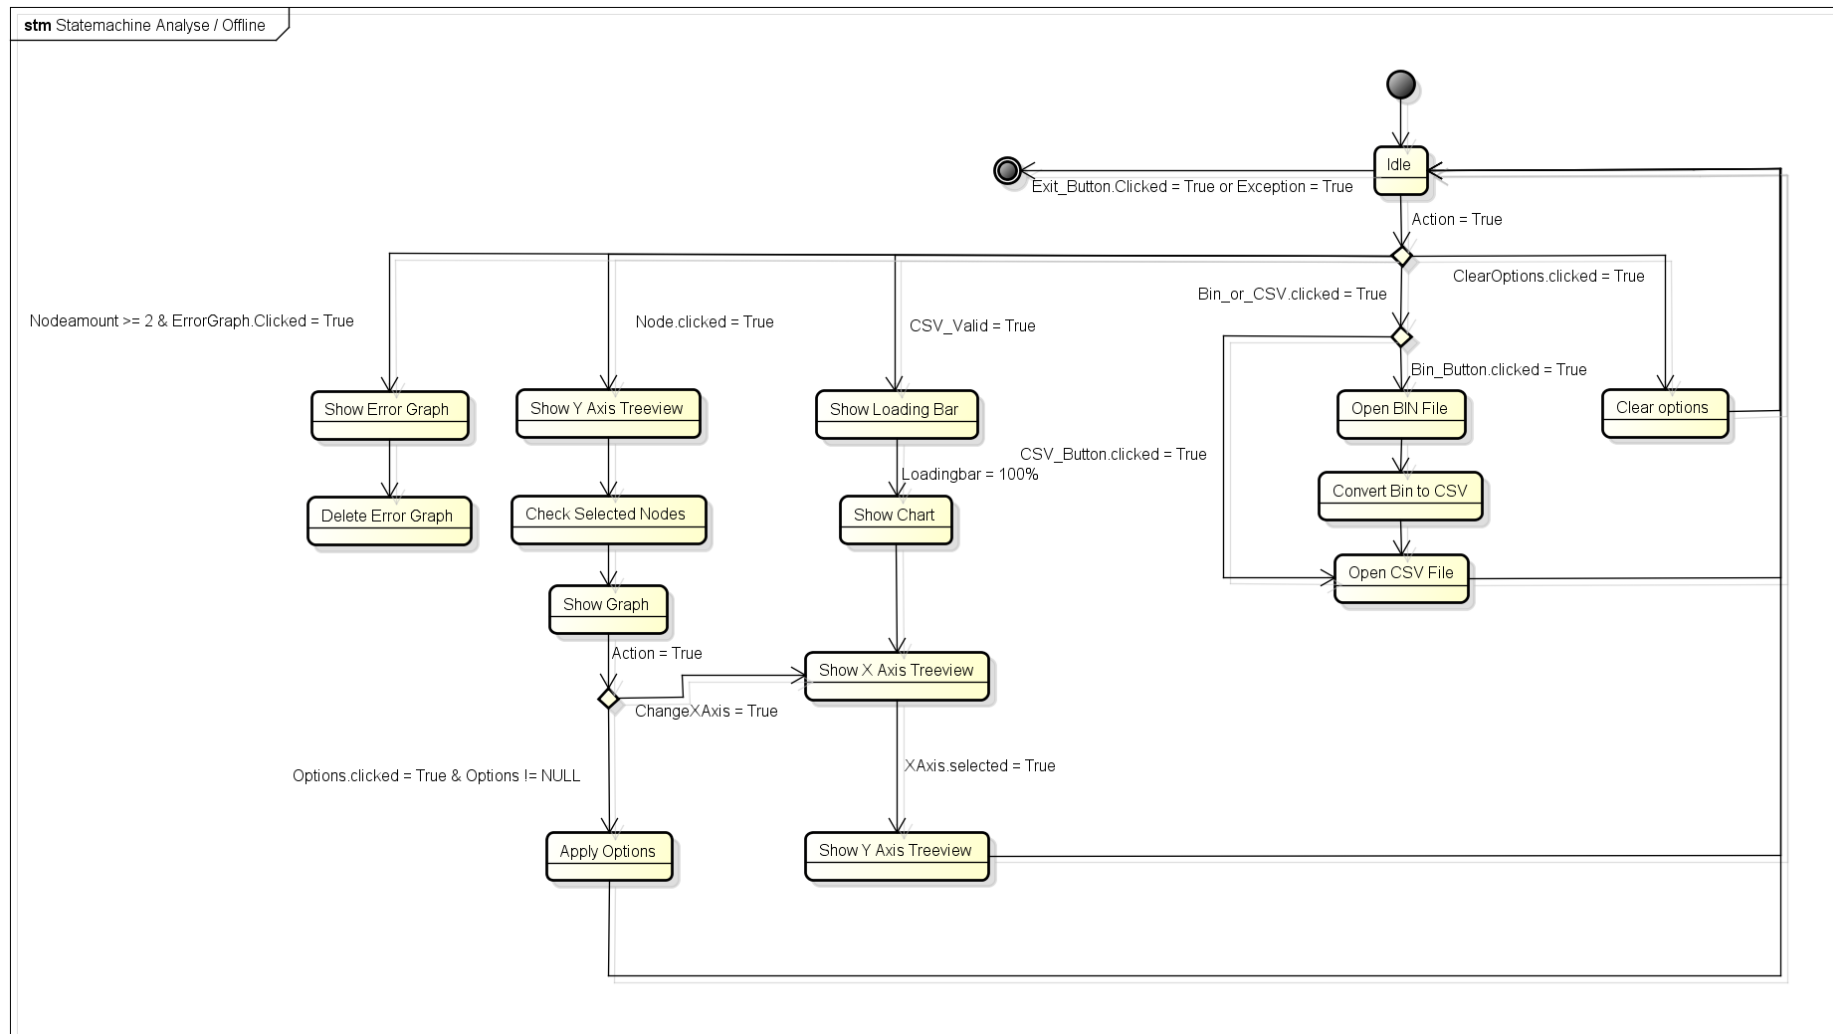 stm Statemachine Analyse / Offline
Idle
Exit_Button.Clicked = True or Exception = True
Action = True
ClearOptions.clicked = True
Bin_or_CSV.clicked = True
Nodeamount >= 2 & ErrorGraph.Clicked = True
Node.clicked = True
CSV_Valid = True
Bin_Button.clicked = True
Show Error Graph
Show Y Axis Treeview
Show Loading Bar
Open BIN File
Clear options
CSV_Button.clicked = True
Loadingbar = 100%
Convert Bin to CSV
Delete Error Graph
Check Selected Nodes
Show Chart
Open CSV File
Show Graph
Action = True
Show X Axis Treeview
ChangeXAxis = True
Options.clicked = True & Options != NULL
XAxis.selected = True
Apply Options
Show Y Axis Treeview